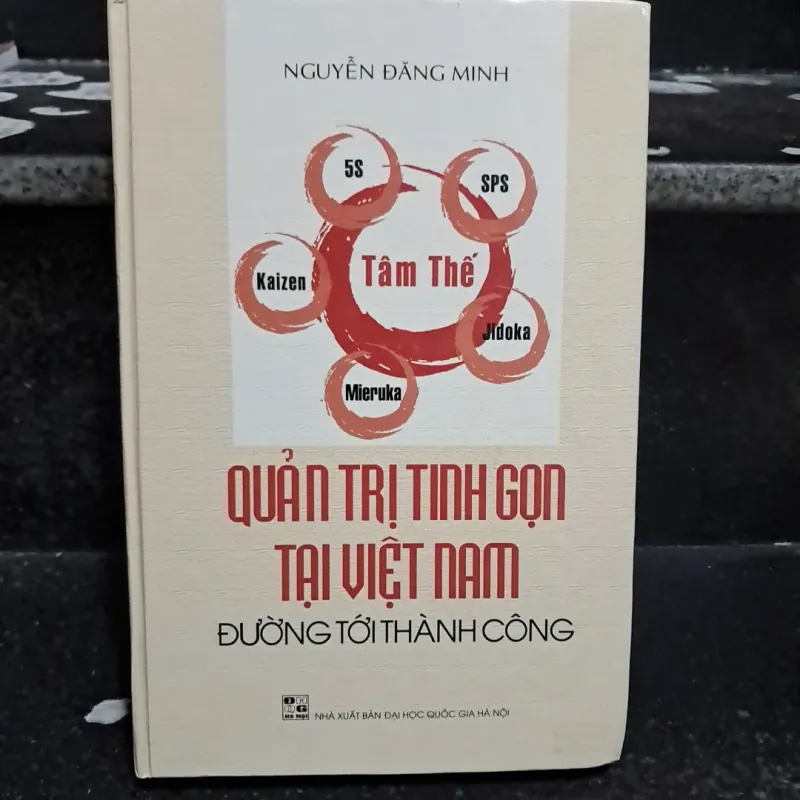 NGUYỄN ĐĂNG MINH
5S
SPS
Tâm Thế
Kaizen
Jidoka
Mieruka
QUẢN TRỊ TINH GỌN
TẠI VIỆT NAM
ĐƯỜNG TỚI THÀNH CÔNG
NHÀ XUẤT BẢN ĐẠI HỌC QUỐC GIA HÀ NỘI